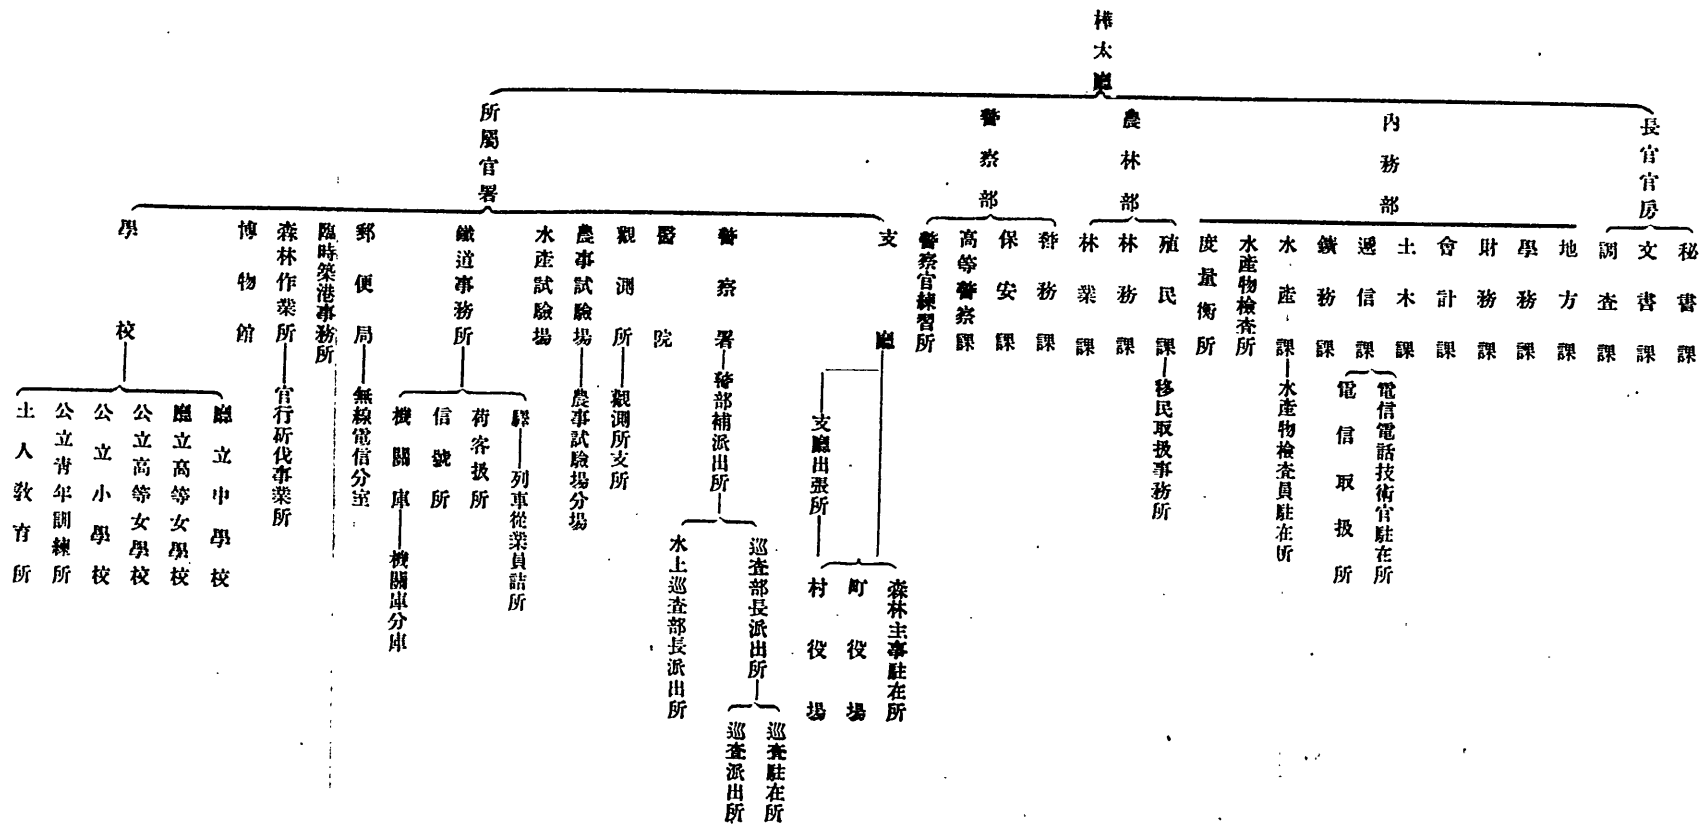 樺太廳
長官官房
秘書課
文書課
調査課
内務部
地方課
學務課
財務課
會計課
土木課
遞信課
電信電話技術官駐在所
電信取扱所
鑛務課
水產課
水產物檢査員駐在所
水產物檢査所
度量衡所
農林部
殖民課
移民取扱事務所
林務課
林業課
警察部
警務課
保安課
高等警察課
警察官練習所
所屬官署
支廳
支廳出張所
森林主事駐在所
町役場
村役場
警察署
警部補派出所
巡査部長派出所
巡査駐在所
巡査派出所
水上巡査部長派出所
醫院
觀測所
觀測所支所
農事試驗場
農事試驗場分場
水產試驗場
鐵道事務所
驛
列車從業員詰所
荷客扱所
信號所
機關庫
機關庫分庫
郵便局
無線電信分室
臨時築港事務所
森林作業所
官行斫伐事業所
博物館
學校
廳立中學校
廳立高等女學校
公立高等女學校
公立小學校
公立靑年訓練所
土人敎育所